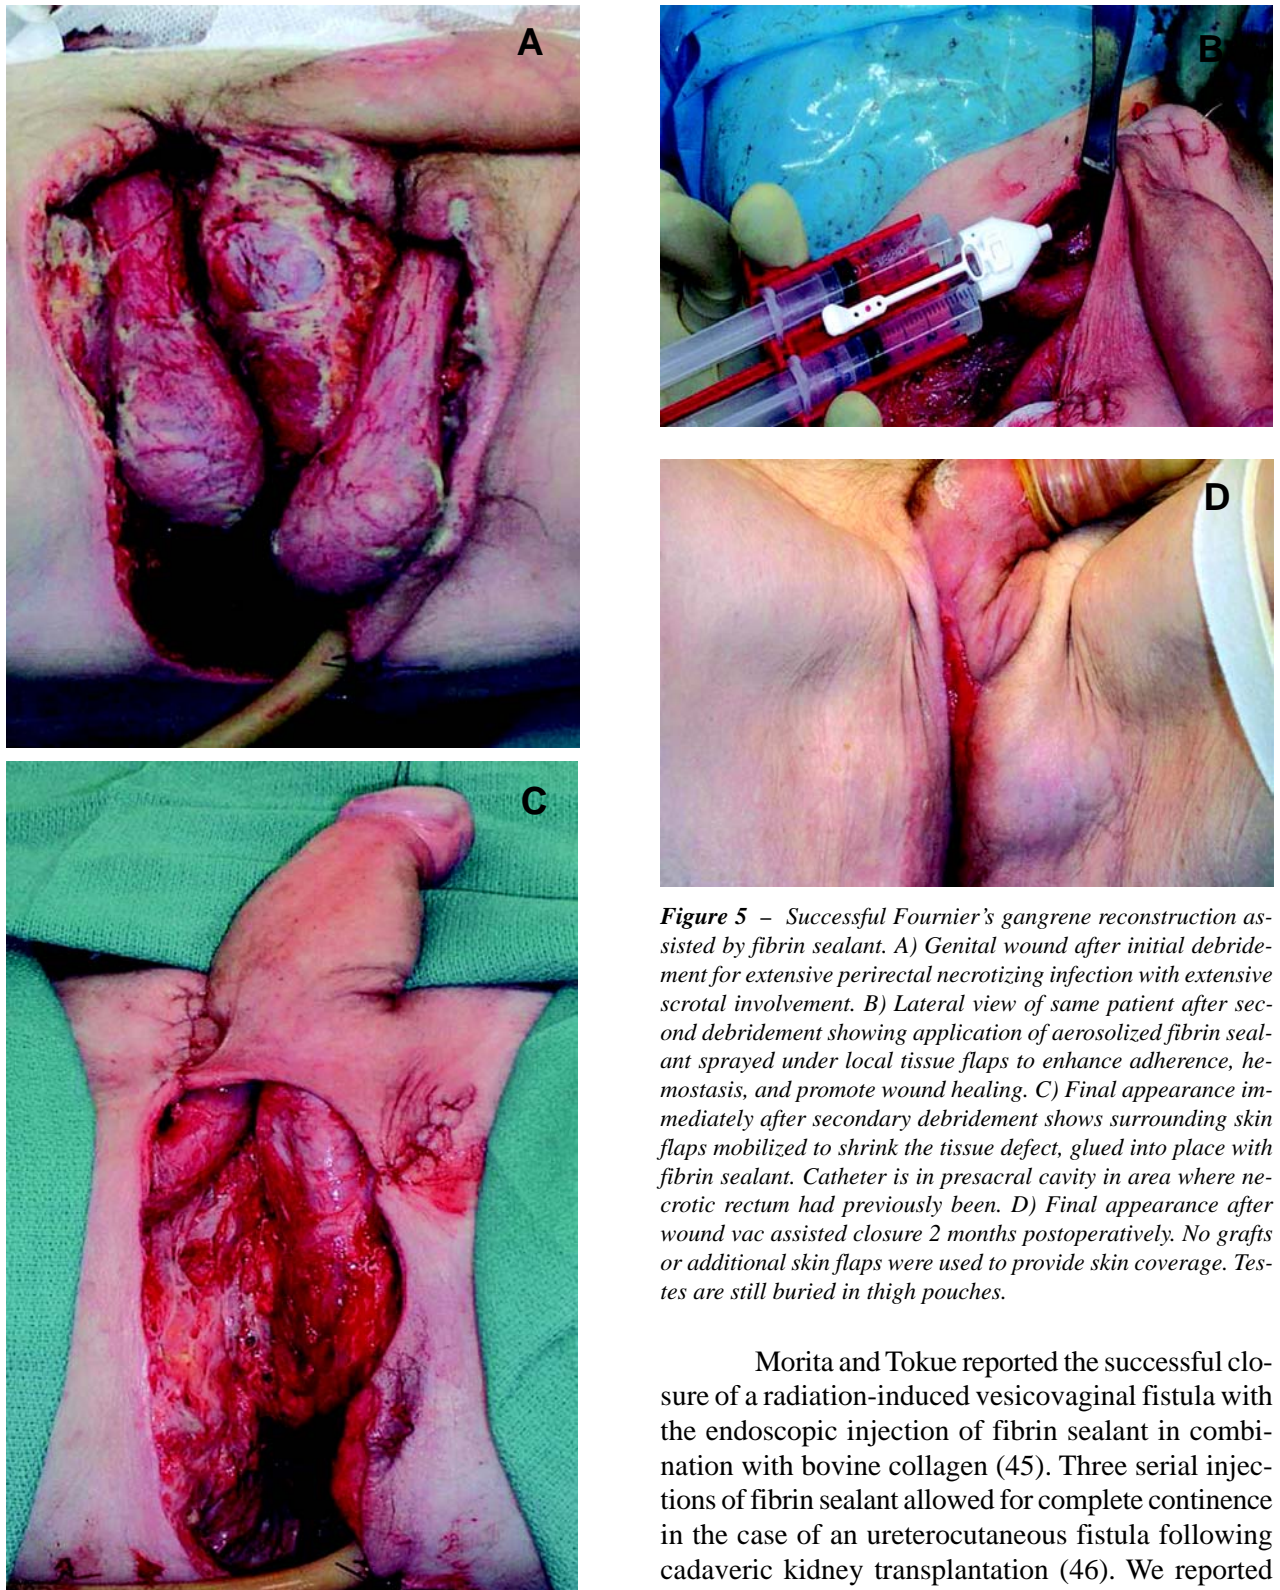 A
B
C
D
Figure 5 – Successful Fournier's gangrene reconstruction as-
sisted by fibrin sealant. A) Genital wound after initial debride-
ment for extensive perirectal necrotizing infection with extensive
scrotal involvement. B) Lateral view of same patient after sec-
ond debridement showing application of aerosolized fibrin seal-
ant sprayed under local tissue flaps to enhance adherence, he-
mostasis, and promote wound healing. C) Final appearance im-
mediately after secondary debridement shows surrounding skin
flaps mobilized to shrink the tissue defect, glued into place with
fibrin sealant. Catheter is in presacral cavity in area where ne-
crotic rectum had previously been. D) Final appearance after
wound vac assisted closure 2 months postoperatively. No grafts
or additional skin flaps were used to provide skin coverage. Tes-
tes are still buried in thigh pouches.
Morita and Tokue reported the successful clo-
sure of a radiation-induced vesicovaginal fistula with
the endoscopic injection of fibrin sealant in combi-
nation with bovine collagen (45). Three serial injec-
tions of fibrin sealant allowed for complete continence
in the case of an ureterocutaneous fistula following
cadaveric kidney transplantation (46). We reported